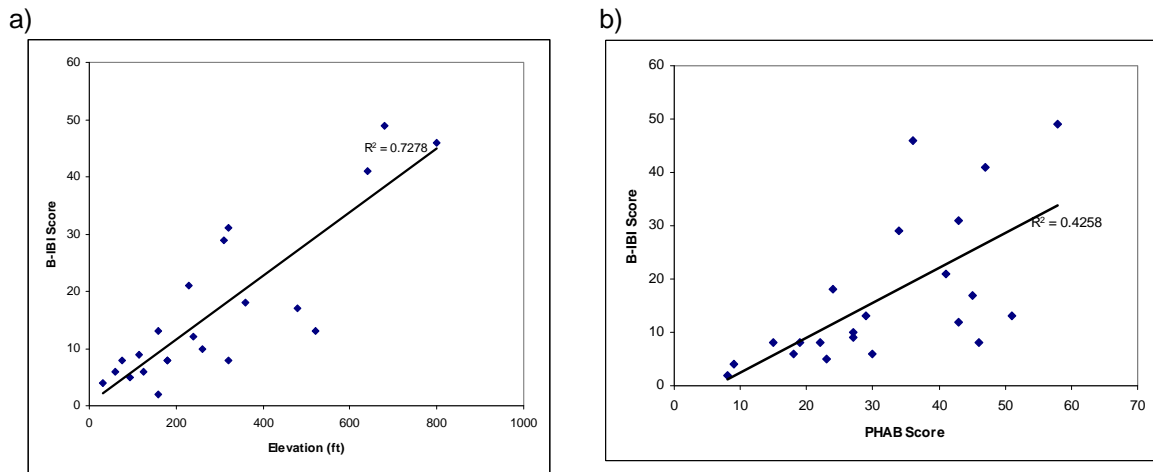 a)
B-IBI Score
60
50
40
30
20
10
0
R² = 0.7278
0 200 400 600 800 1000
Elevation (ft)
b)
B-IBI Score
60
50
40
30
20
10
0
R² = 0.4258
0 10 20 30 40 50 60 70
PHAB Score